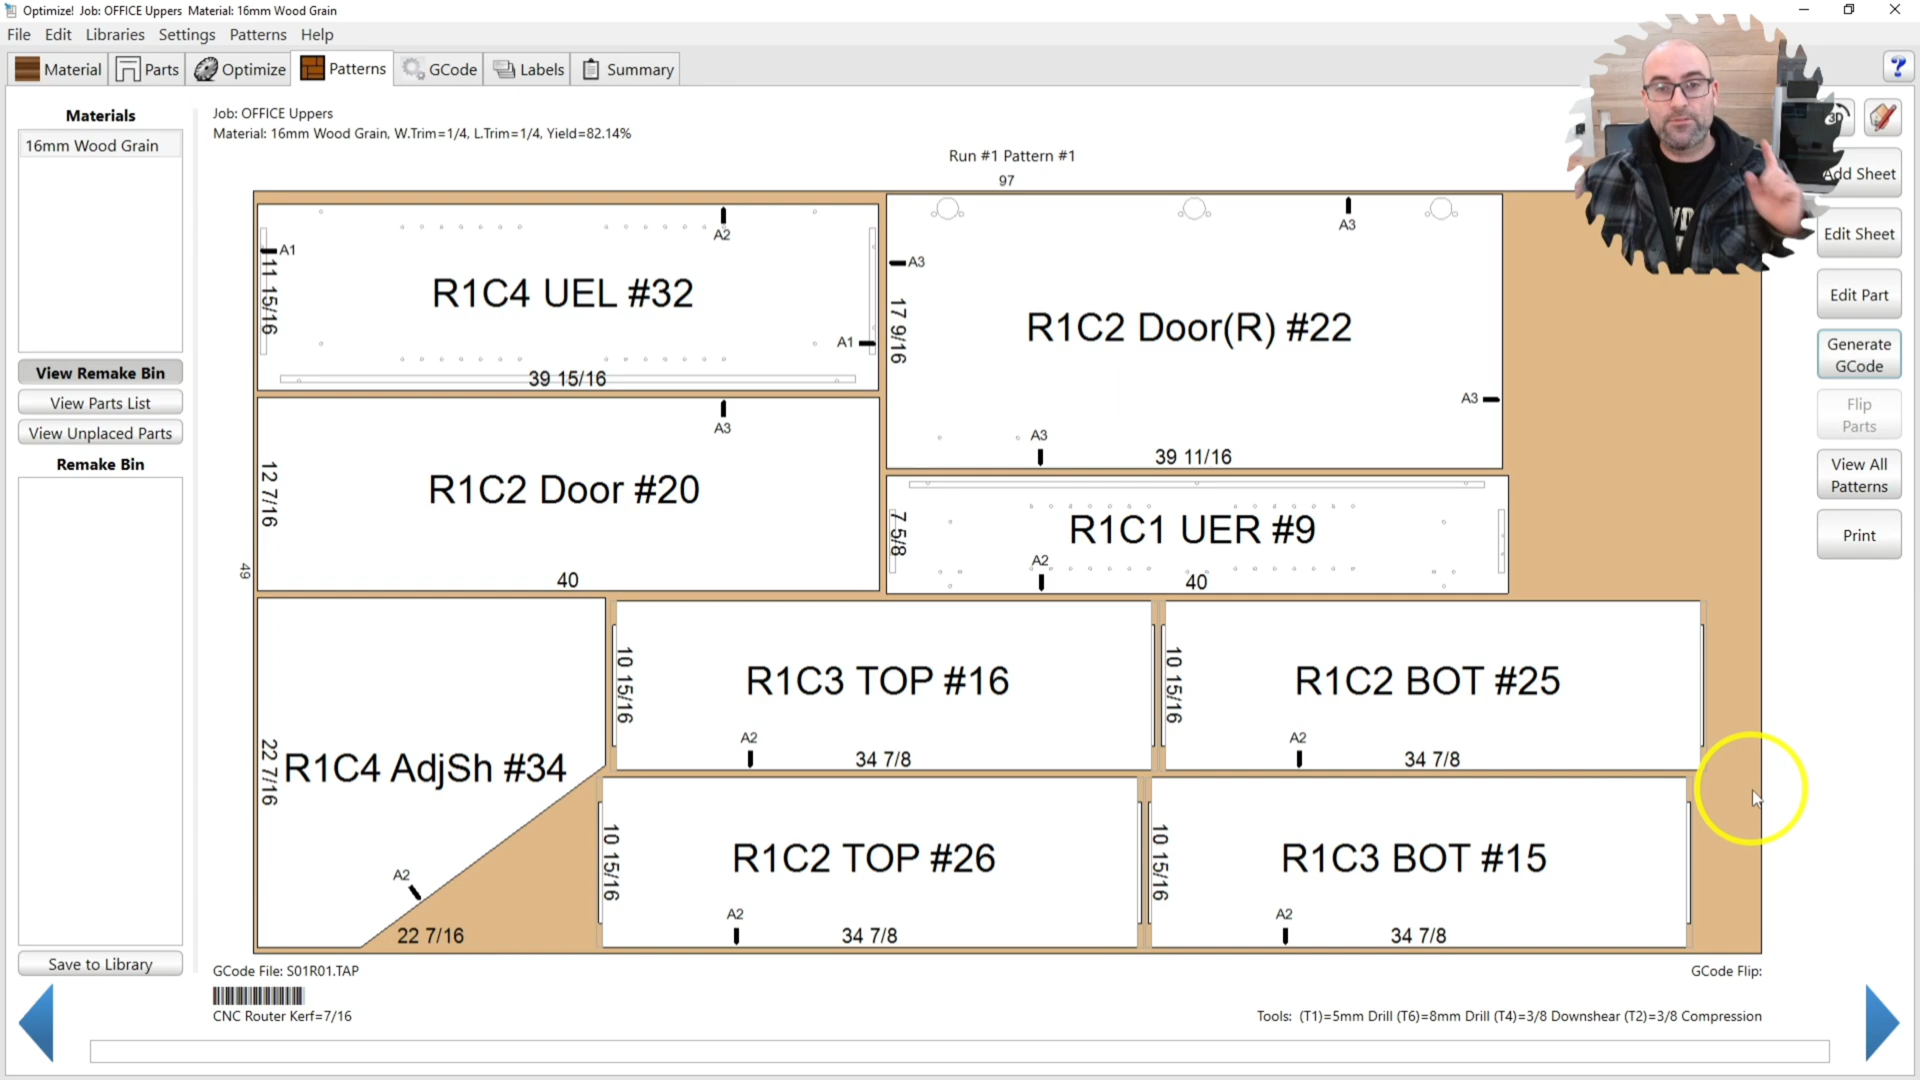 Optimize! Job: OFFICE Uppers Material: 16mm Wood Grain
File Edit Libraries Settings Patterns Help
Material Parts Optimize Patterns GCode Labels Summary
?
Materials
16mm Wood Grain
View Remake Bin
View Parts List
View Unplaced Parts
Remake Bin
Save to Library
Job: OFFICE Uppers
Material: 16mm Wood Grain, W.Trim=1/4, L.Trim=1/4, Yield=82.14%
Run #1 Pattern #1
97
49
A2
A1
11 15/16
R1C4 UEL #32
A1
39 15/16
A3
A3
17 9/16
R1C2 Door(R) #22
A3
A3
39 11/16
A3
12 7/16
R1C2 Door #20
40
7 5/8
R1C1 UER #9
A2
40
22 7/16
R1C4 AdjSh #34
A2
22 7/16
10 15/16
R1C3 TOP #16
A2
34 7/8
10 15/16
R1C2 BOT #25
A2
34 7/8
10 15/16
R1C2 TOP #26
A2
34 7/8
10 15/16
R1C3 BOT #15
A2
34 7/8
GCode File: S01R01.TAP
GCode Flip:
CNC Router Kerf=7/16
Tools: (T1)=5mm Drill (T6)=8mm Drill (T4)=3/8 Downshear (T2)=3/8 Compression
3D
Add Sheet
Edit Sheet
Edit Part
Generate
GCode
Flip
Parts
View All
Patterns
Print